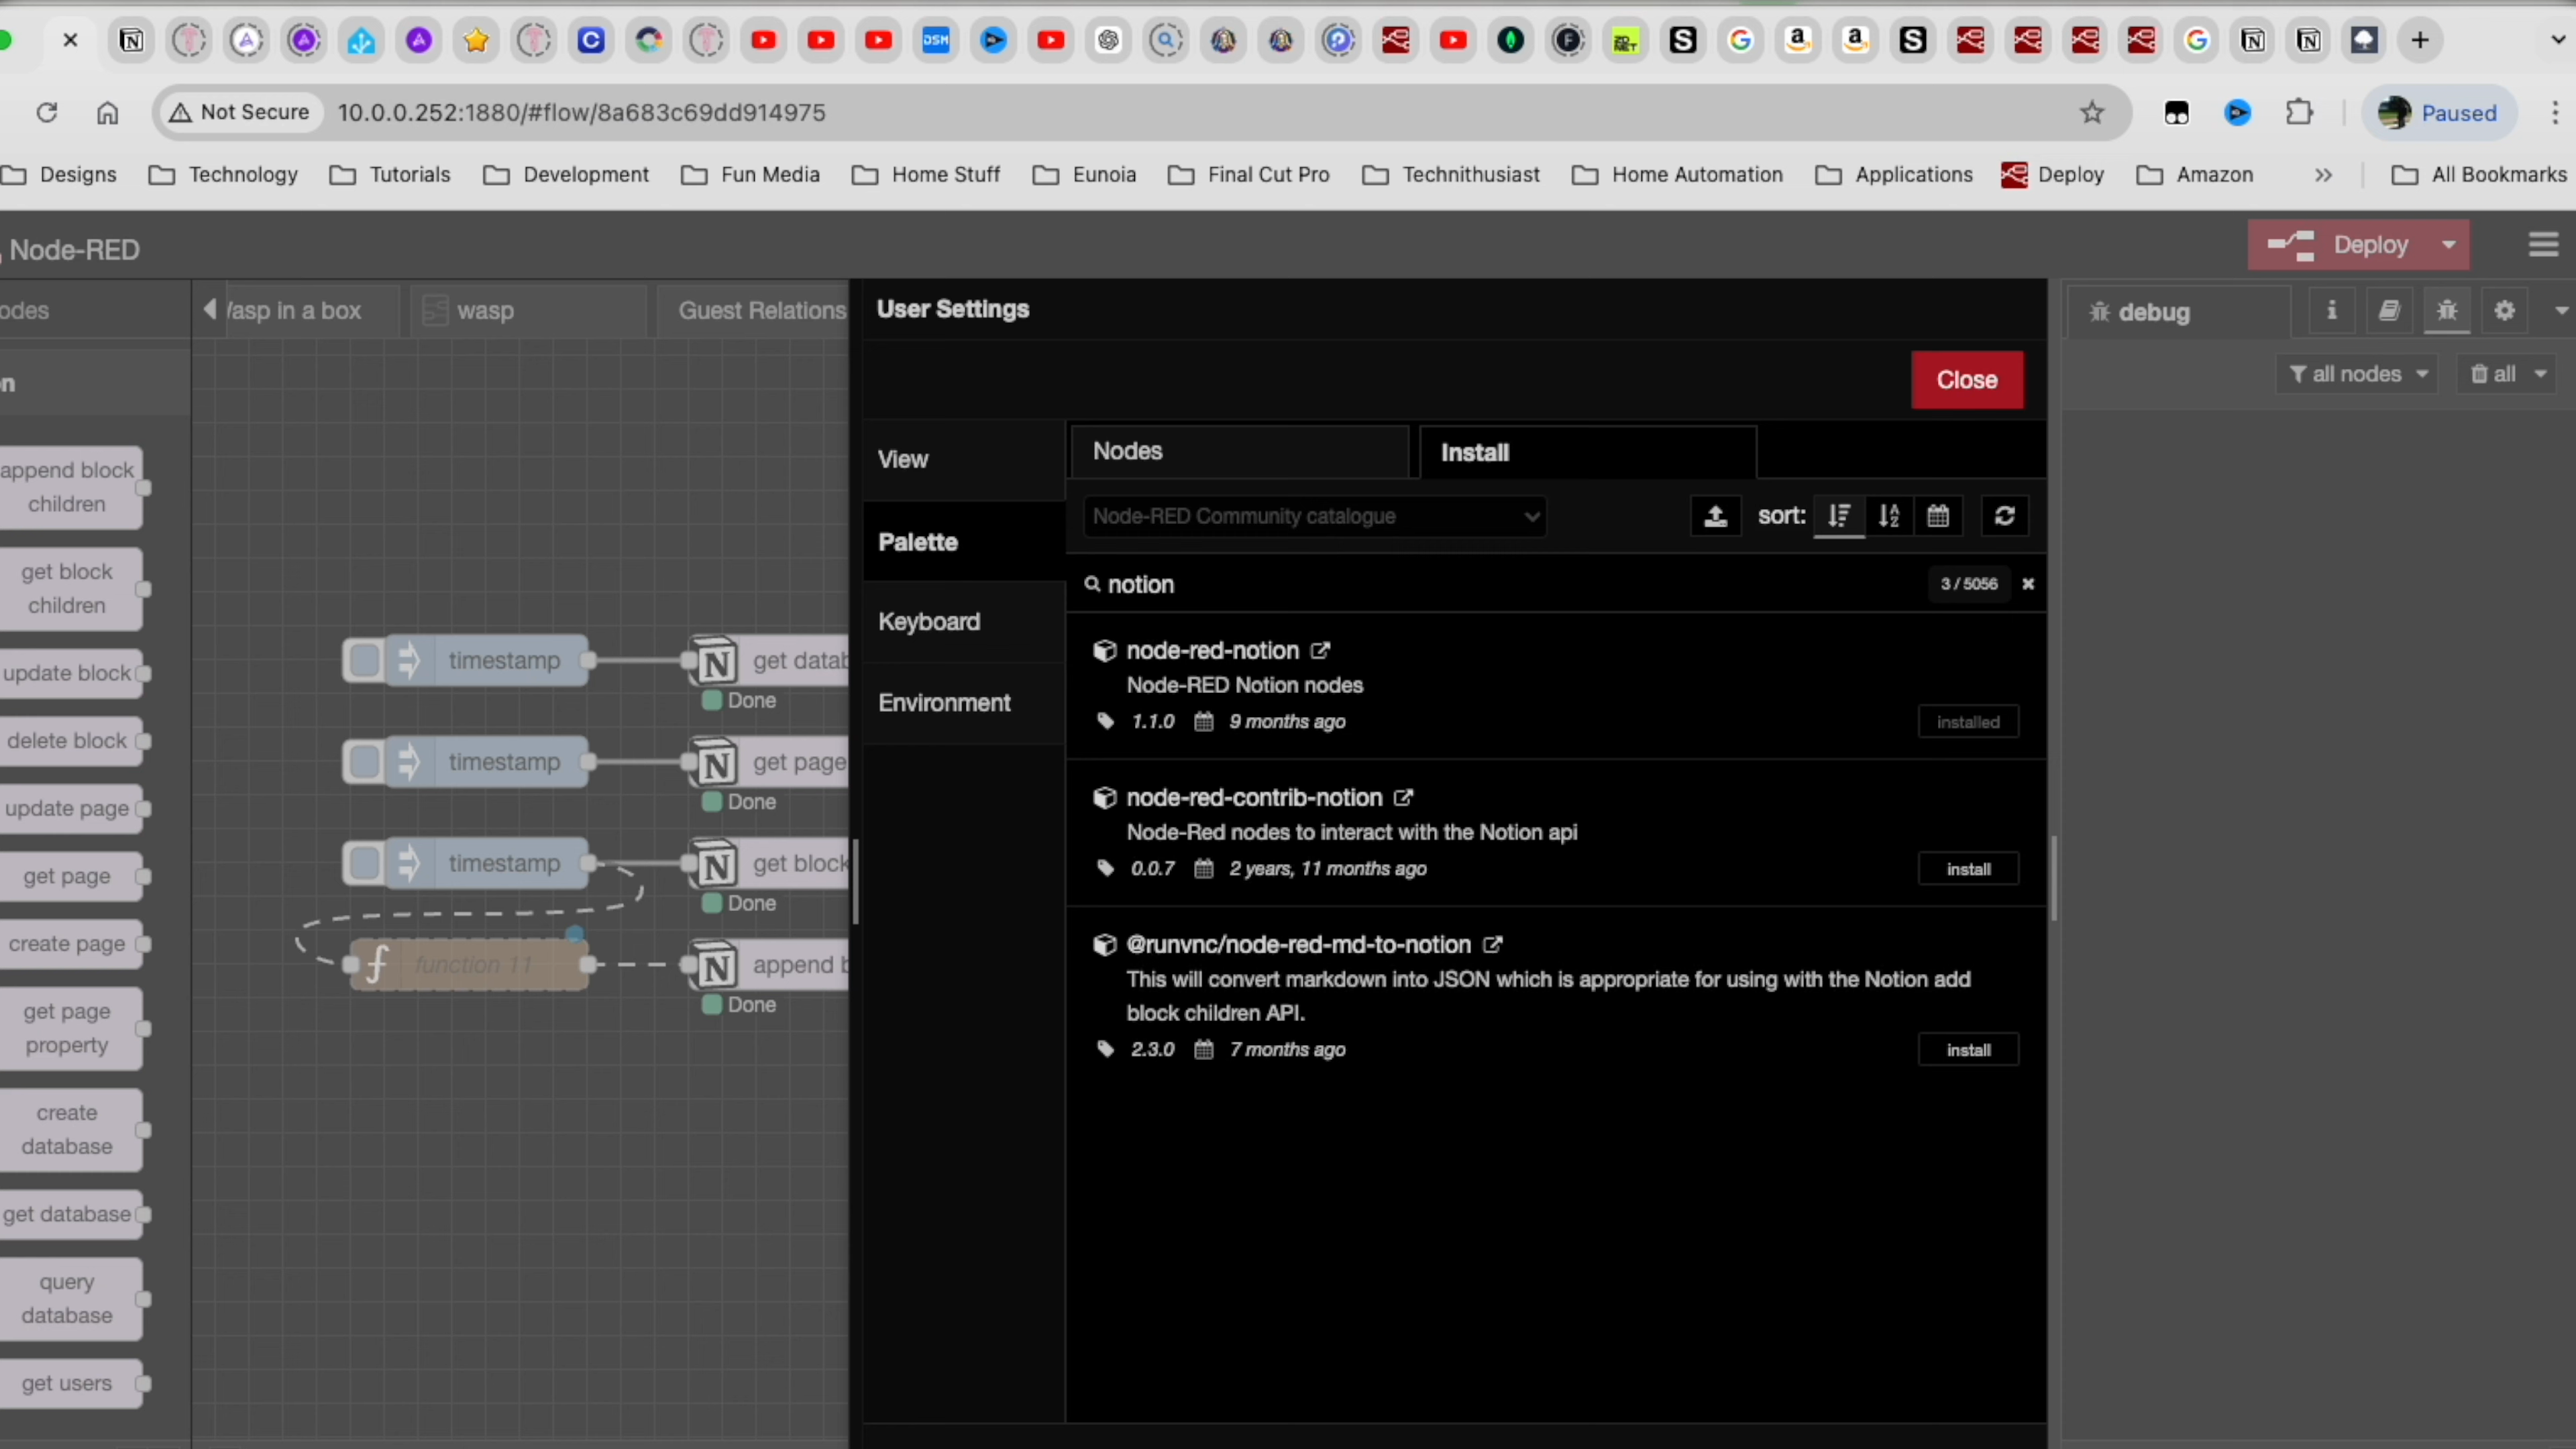 Not Secure 10.0.0.252:1880/#flow/8a683c69dd914975 Paused
Designs Technology Tutorials Development Fun Media Home Stuff Eunoia Final Cut Pro Technithusiast Home Automation Applications Deploy Amazon » All Bookmarks
Node-RED Deploy
odes
asp in a box wasp Guest Relations
User Settings
debug
all nodes all
Close
on
View
Palette
Keyboard
Environment
Nodes Install
Node-RED Community catalogue sort:
notion 3 / 5056
node-red-notion
Node-RED Notion nodes
1.1.0 9 months ago installed
node-red-contrib-notion
Node-Red nodes to interact with the Notion api
0.0.7 2 years, 11 months ago install
@runvnc/node-red-md-to-notion
This will convert markdown into JSON which is appropriate for using with the Notion add
block children API.
2.3.0 7 months ago install
append block
children
get block
children
update block
delete block
update page
get page
create page
get page
property
create
database
get database
query
database
get users
timestamp get datab
Done
timestamp get page
Done
timestamp get block
Done
function 11 append b
Done